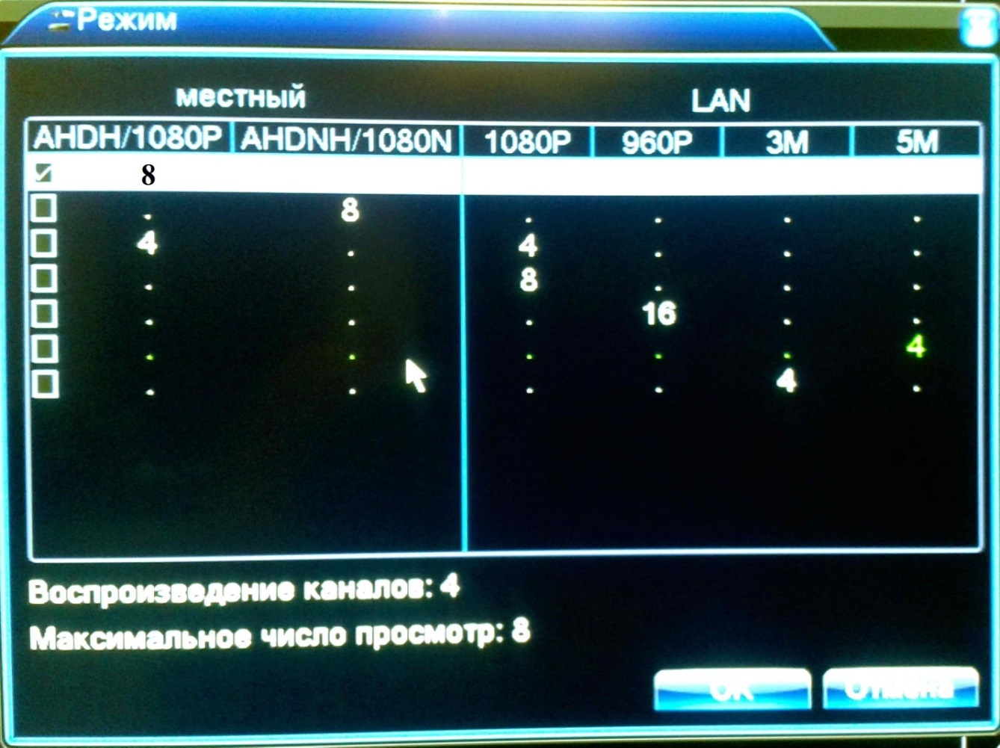 Режим
местный LAN
AHDH/1080P AHDNH/1080N 1080P 960P 3M 5M
8
. 8 . . . .
4 . 4 . . .
. . 8 . . .
. . . 16 . .
. . . . . 4
. . . . 4 .
Воспроизведение каналов: 4
Максимальное число просмотр: 8
OK Отмена